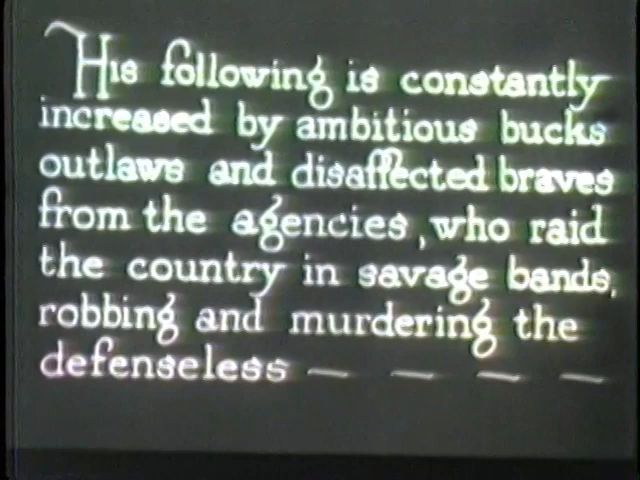 His following is constantly
increased by ambitious bucks
outlaws and disaffected braves
from the agencies, who raid
the country in savage bands,
robbing and murdering the
defenseless — — — —